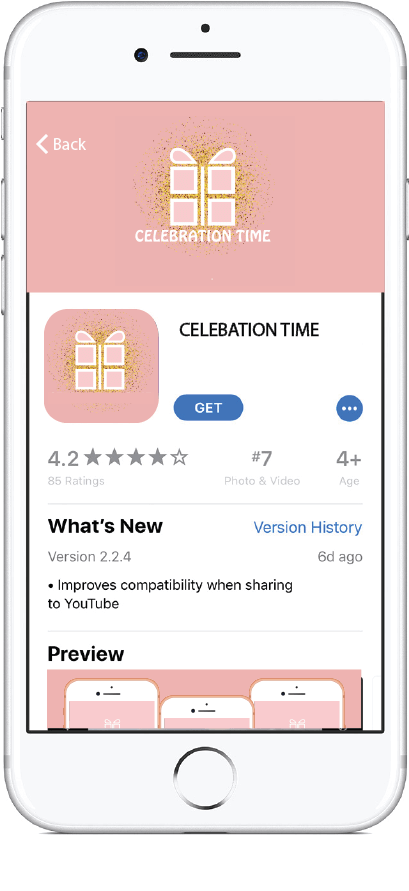 Back
CELEBRATION TIME
CELEBATION TIME
GET
4.2
#7
4+
85 Ratings
Photo & Video
Age
What's New
Version History
Version 2.2.4
6d ago
• Improves compatibility when sharing
to YouTube
Preview